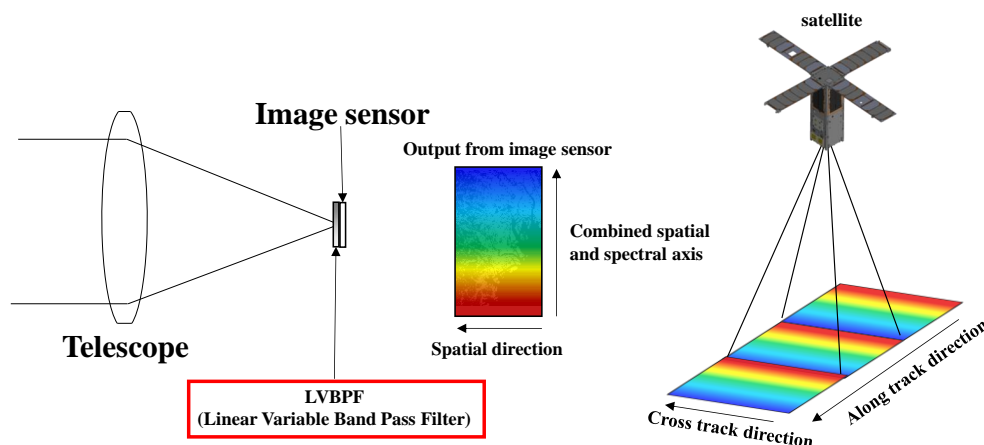 satellite
Image sensor
Output from image sensor
Combined spatial
and spectral axis
Telescope
Spatial direction
LVBPF
(Linear Variable Band Pass Filter)
Along track direction
Cross track direction